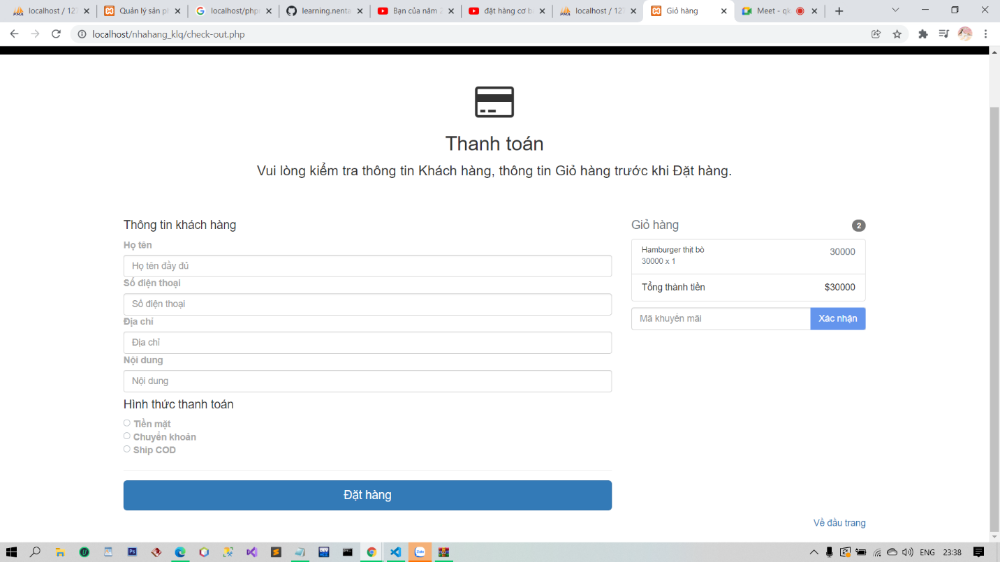 localhost / 127
Quản lý sản ph
localhost/phpm
learning.nenta
Bạn của năm 2
đặt hàng cơ b
localhost / 127
Giỏ hàng
Meet - qk
localhost/nhahang_klq/check-out.php
Thanh toán
Vui lòng kiểm tra thông tin Khách hàng, thông tin Giỏ hàng trước khi Đặt hàng.
Thông tin khách hàng
Họ tên
Họ tên đầy đủ
Số điện thoại
Số điện thoại
Địa chỉ
Địa chỉ
Nội dung
Nội dung
Hình thức thanh toán
Tiền mặt
Chuyển khoản
Ship COD
Đặt hàng
Giỏ hàng 2
Hamburger thịt bò 30000
30000 x 1
Tổng thành tiền $30000
Mã khuyến mãi Xác nhận
Về đầu trang
ENG 23:38